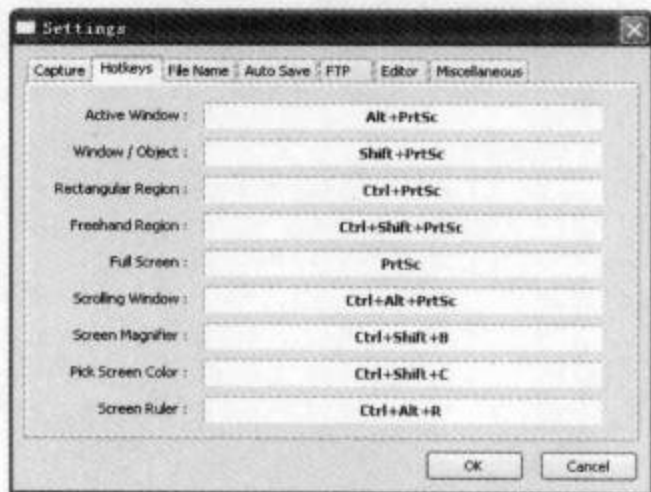 Settings
Capture Hotkeys File Name Auto Save FTP Editor Miscellaneous
Active Window : Alt+PrtSc
Window / Object : Shift+PrtSc
Rectangular Region : Ctrl+PrtSc
Freehand Region : Ctrl+Shift+PrtSc
Full Screen : PrtSc
Scrolling Window : Ctrl+Alt+PrtSc
Screen Magnifier : Ctrl+Shift+B
Pick Screen Color : Ctrl+Shift+C
Screen Ruler : Ctrl+Alt+R
OK Cancel